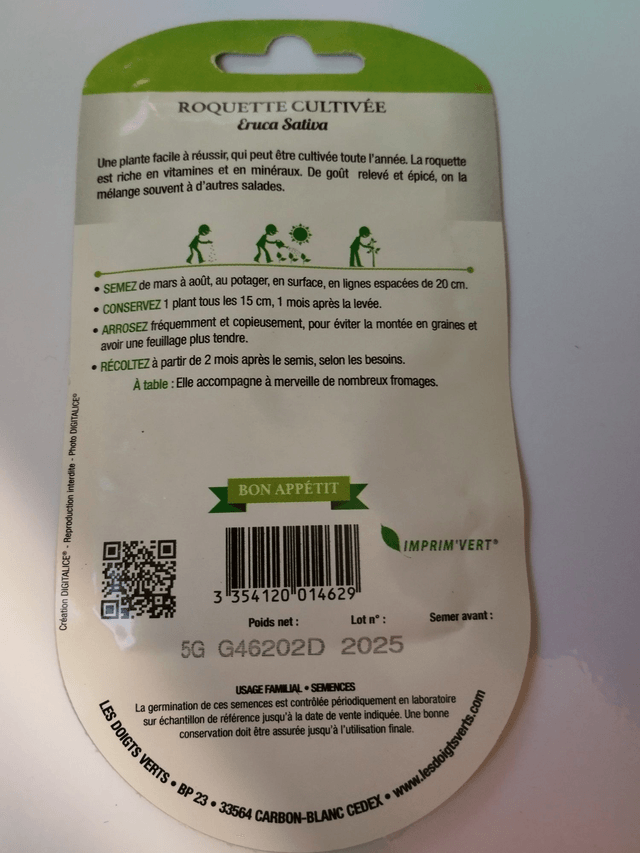 ROQUETTE CULTIVÉE
Eruca Sativa
Une plante facile à réussir, qui peut être cultivée toute l'année. La roquette
est riche en vitamines et en minéraux. De goût relevé et épicé, on la
mélange souvent à d'autres salades.
• SEMEZ de mars à août, au potager, en surface, en lignes espacées de 20 cm.
• CONSERVEZ 1 plant tous les 15 cm, 1 mois après la levée.
• ARROSEZ fréquemment et copieusement, pour éviter la montée en graines et
avoir une feuillage plus tendre.
• RÉCOLTEZ à partir de 2 mois après le semis, selon les besoins.
À table : Elle accompagne à merveille de nombreux fromages.
Création DIGITALICE® - Reproduction interdite - Photo DIGITALICE®
BON APPÉTIT
IMPRIM'VERT®
3 354120 014629
Poids net : Lot n° : Semer avant :
5G G46202D 2025
USAGE FAMILIAL • SEMENCES
La germination de ces semences est contrôlée périodiquement en laboratoire
sur échantillon de référence jusqu'à la date de vente indiquée. Une bonne
conservation doit être assurée jusqu'à l'utilisation finale.
LES DOIGTS VERTS • BP 23 • 33564 CARBON-BLANC CEDEX • www.lesdoigtsverts.com